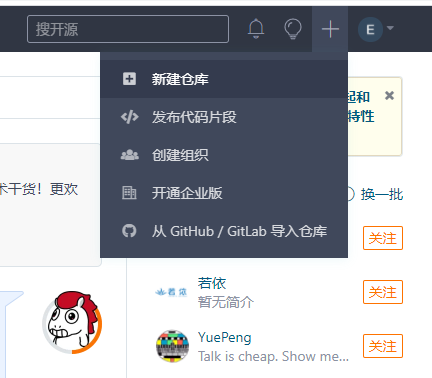 搜开源
E
新建仓库
发布代码片段
创建组织
开通企业版
从 GitHub / GitLab 导入仓库
起和
特性
术干货！更欢
换一批
关注
若依
若依
暂无简介
关注
YuePeng
Talk is cheap. Show me...
关注